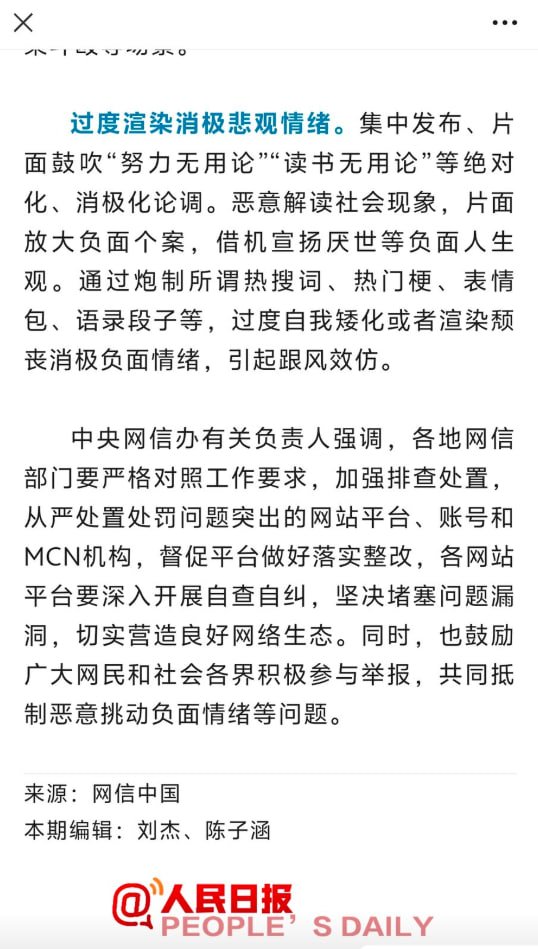 过度渲染消极悲观情绪。集中发布、片
面鼓吹“努力无用论”“读书无用论”等绝对
化、消极化论调。恶意解读社会现象，片面
放大负面个案，借机宣扬厌世等负面人生
观。通过炮制所谓热搜词、热门梗、表情
包、语录段子等，过度自我矮化或者渲染颓
丧消极负面情绪，引起跟风效仿。
中央网信办有关负责人强调，各地网信
部门要严格对照工作要求，加强排查处置，
从严处置处罚问题突出的网站平台、账号和
MCN机构，督促平台做好落实整改，各网站
平台要深入开展自查自纠，坚决堵塞问题漏
洞，切实营造良好网络生态。同时，也鼓励
广大网民和社会各界积极参与举报，共同抵
制恶意挑动负面情绪等问题。
来源：网信中国
本期编辑：刘杰、陈子涵
@人民日报
PEOPLE’S DAILY